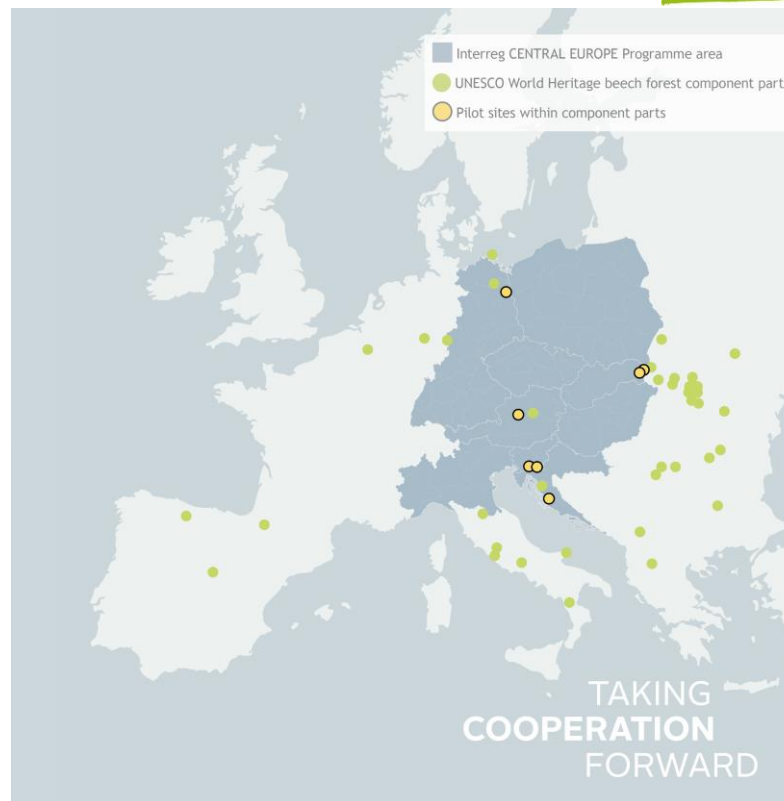 Interreg CENTRAL EUROPE Programme area
UNESCO World Heritage beech forest component part
Pilot sites within component parts
TAKING
COOPERATION
FORWARD